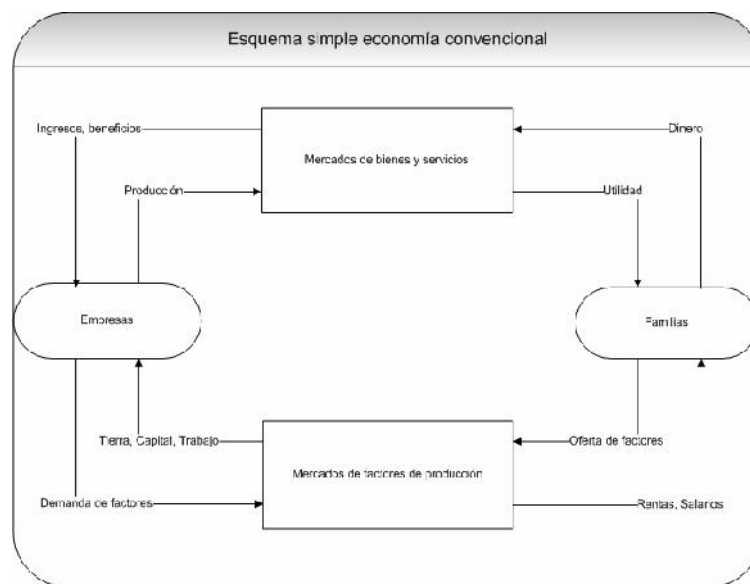 Esquema simple economía convencional
Ingresos, beneficios
Dinero
Mercados de bienes y servicios
Producción
Utilidad
Empresas
Familias
Tierra, Capital, Trabajo
Oferta de factores
Mercados de factores de producción
Demanda de factores
Rentas, Salarios